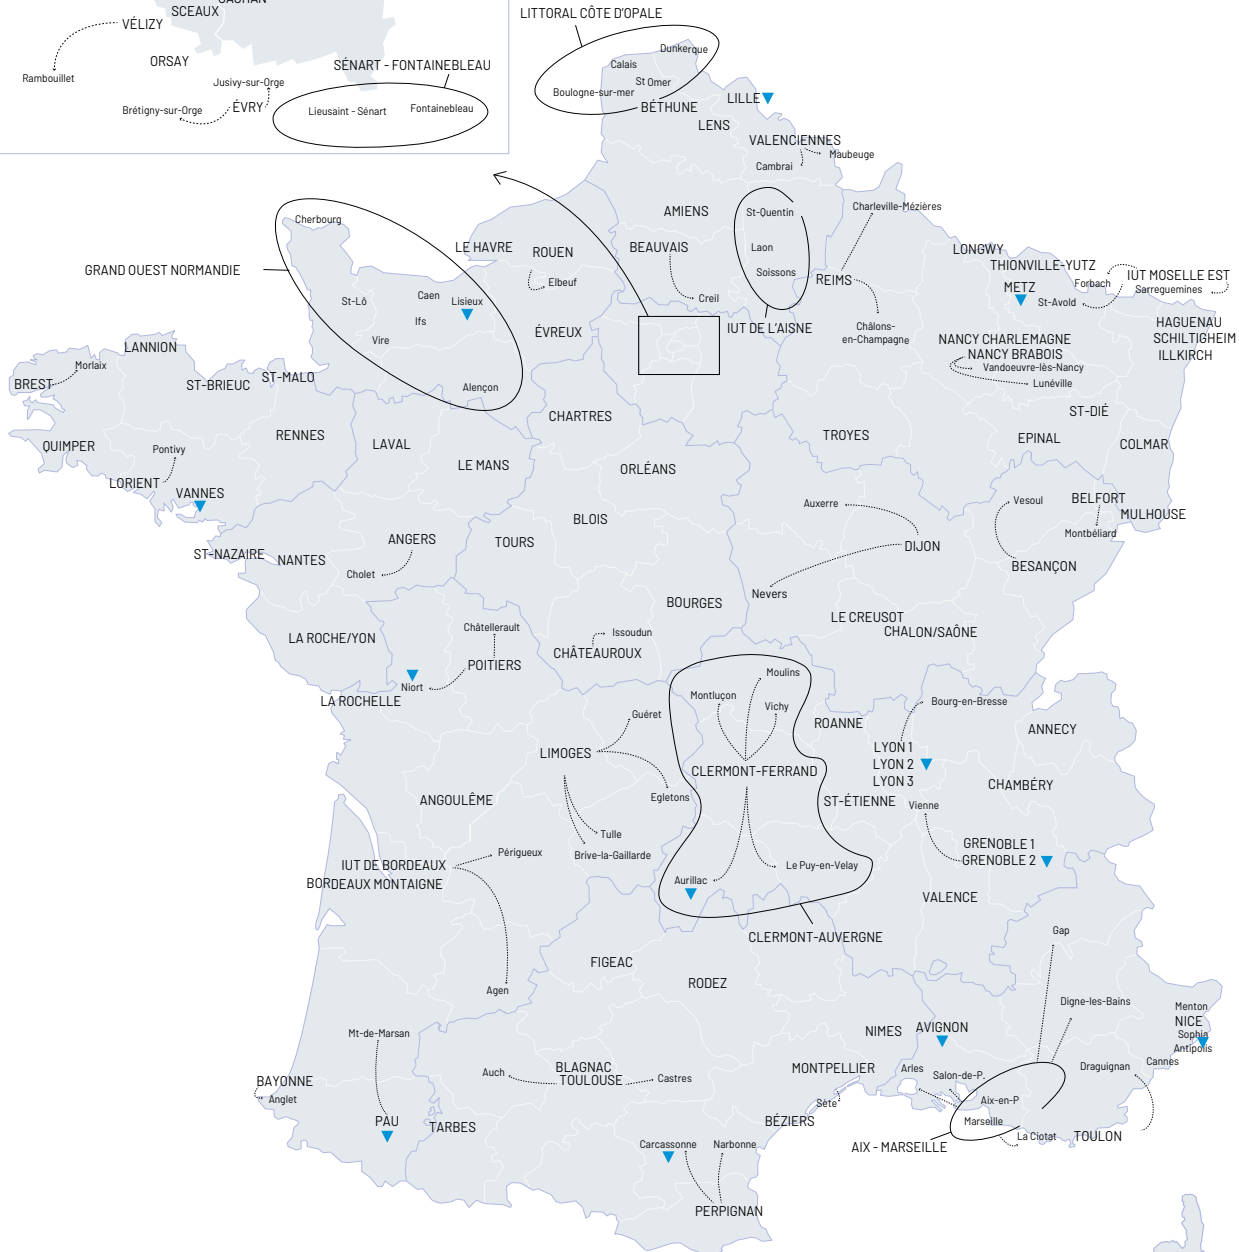 CACHAN
SCEAUX
VÉLIZY
ORSAY
Rambouillet
Jusivy-sur-Orge
Brétigny-sur-Orge
ÉVRY
SÉNART - FONTAINEBLEAU
Lieusaint - Sénart
Fontainebleau
LITTORAL CÔTE D'OPALE
Dunkerque
Calais
St Omer
Boulogne-sur-mer
BÉTHUNE
LILLE
LENS
VALENCIENNES
Maubeuge
Cambrai
Cherbourg
GRAND OUEST NORMANDIE
St-Lô
Caen
Lisieux
Ifs
Vire
Alençon
LE HAVRE
ROUEN
Elbeuf
ÉVREUX
AMIENS
BEAUVAIS
Creil
St-Quentin
Laon
Soissons
IUT DE L'AISNE
Charleville-Mézières
REIMS
Châlons-
en-Champagne
LONGWY
THIONVILLE-YUTZ
METZ
Forbach
IUT MOSELLE EST
Sarreguemines
St-Avold
NANCY CHARLEMAGNE
NANCY BRABOIS
Vandoeuvre-lès-Nancy
Lunéville
HAGUENAU
SCHILTIGHEIM
ILLKIRCH
ST-DIÉ
EPINAL
COLMAR
LANNION
Morlaix
BREST
ST-BRIEUC
ST-MALO
QUIMPER
Pontivy
LORIENT
VANNES
RENNES
LAVAL
LE MANS
CHARTRES
ORLÉANS
TROYES
BLOIS
Auxerre
Vesoul
BELFORT
MULHOUSE
Montbéliard
ST-NAZAIRE
NANTES
ANGERS
Cholet
TOURS
DIJON
BESANÇON
Nevers
BOURGES
LE CREUSOT
CHALON/SAÔNE
LA ROCHE/YON
Châtellerault
POITIERS
Niort
Issoudun
CHÂTEAUROUX
LA ROCHELLE
Moulins
Montluçon
Vichy
CLERMONT-FERRAND
Guéret
LIMOGES
Egletons
ROANNE
Bourg-en-Bresse
ANNECY
LYON 1
LYON 2
LYON 3
CHAMBÉRY
ANGOULÊME
Tulle
Brive-la-Gaillarde
ST-ÉTIENNE
Vienne
GRENOBLE 1
GRENOBLE 2
IUT DE BORDEAUX
Périgueux
BORDEAUX MONTAIGNE
Le Puy-en-Velay
Aurillac
VALENCE
CLERMONT-AUVERGNE
Gap
FIGEAC
RODEZ
Agen
Digne-les-Bains
Menton
NICE
Sophia
Antipolis
Cannes
Mt-de-Marsan
NIMES
AVIGNON
BLAGNAC
TOULOUSE
Auch
Castres
MONTPELLIER
Arles
Salon-de-P.
Draguignan
BAYONNE
Anglet
Sète
Aix-en-P
PAU
TARBES
BÉZIERS
Marseille
La Ciotat
TOULON
AIX - MARSEILLE
Carcassonne
Narbonne
PERPIGNAN